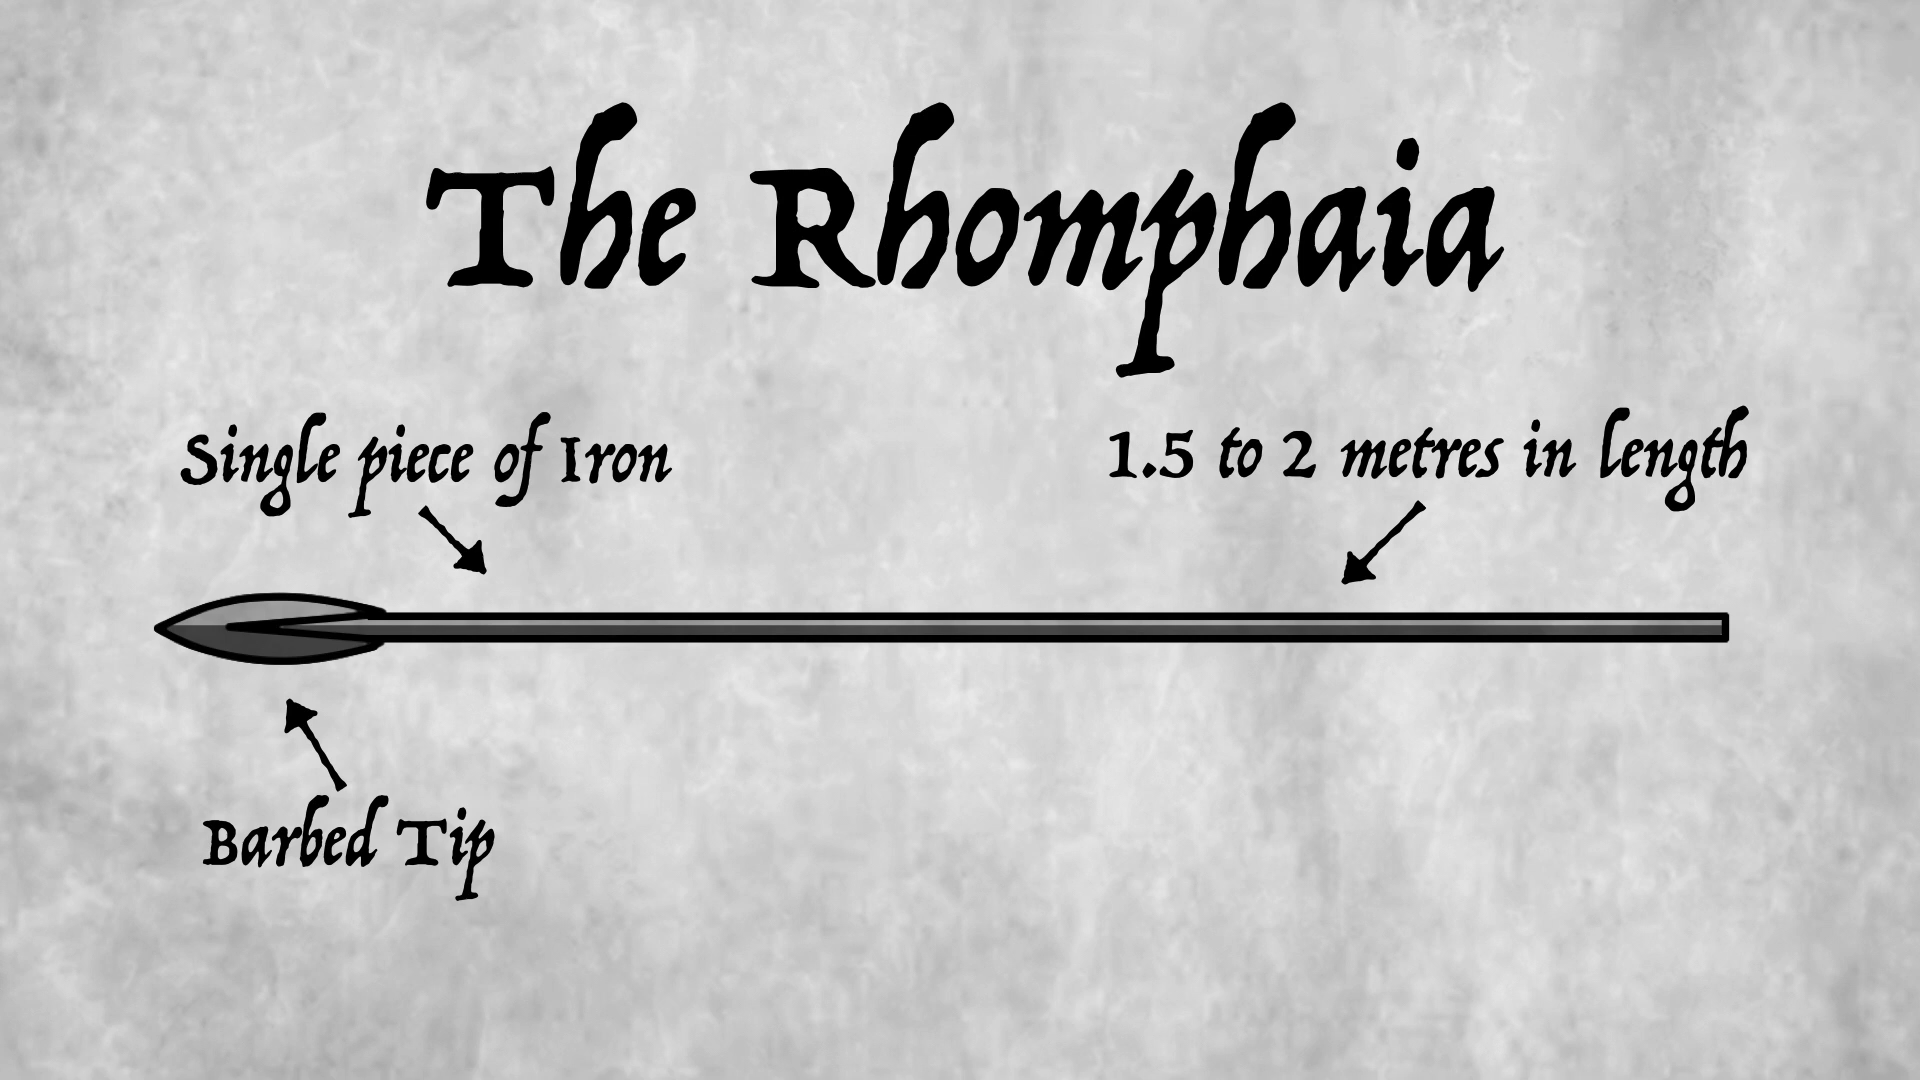 The Rhomphaia
Single piece of Iron
1.5 to 2 metres in length
Barbed Tip